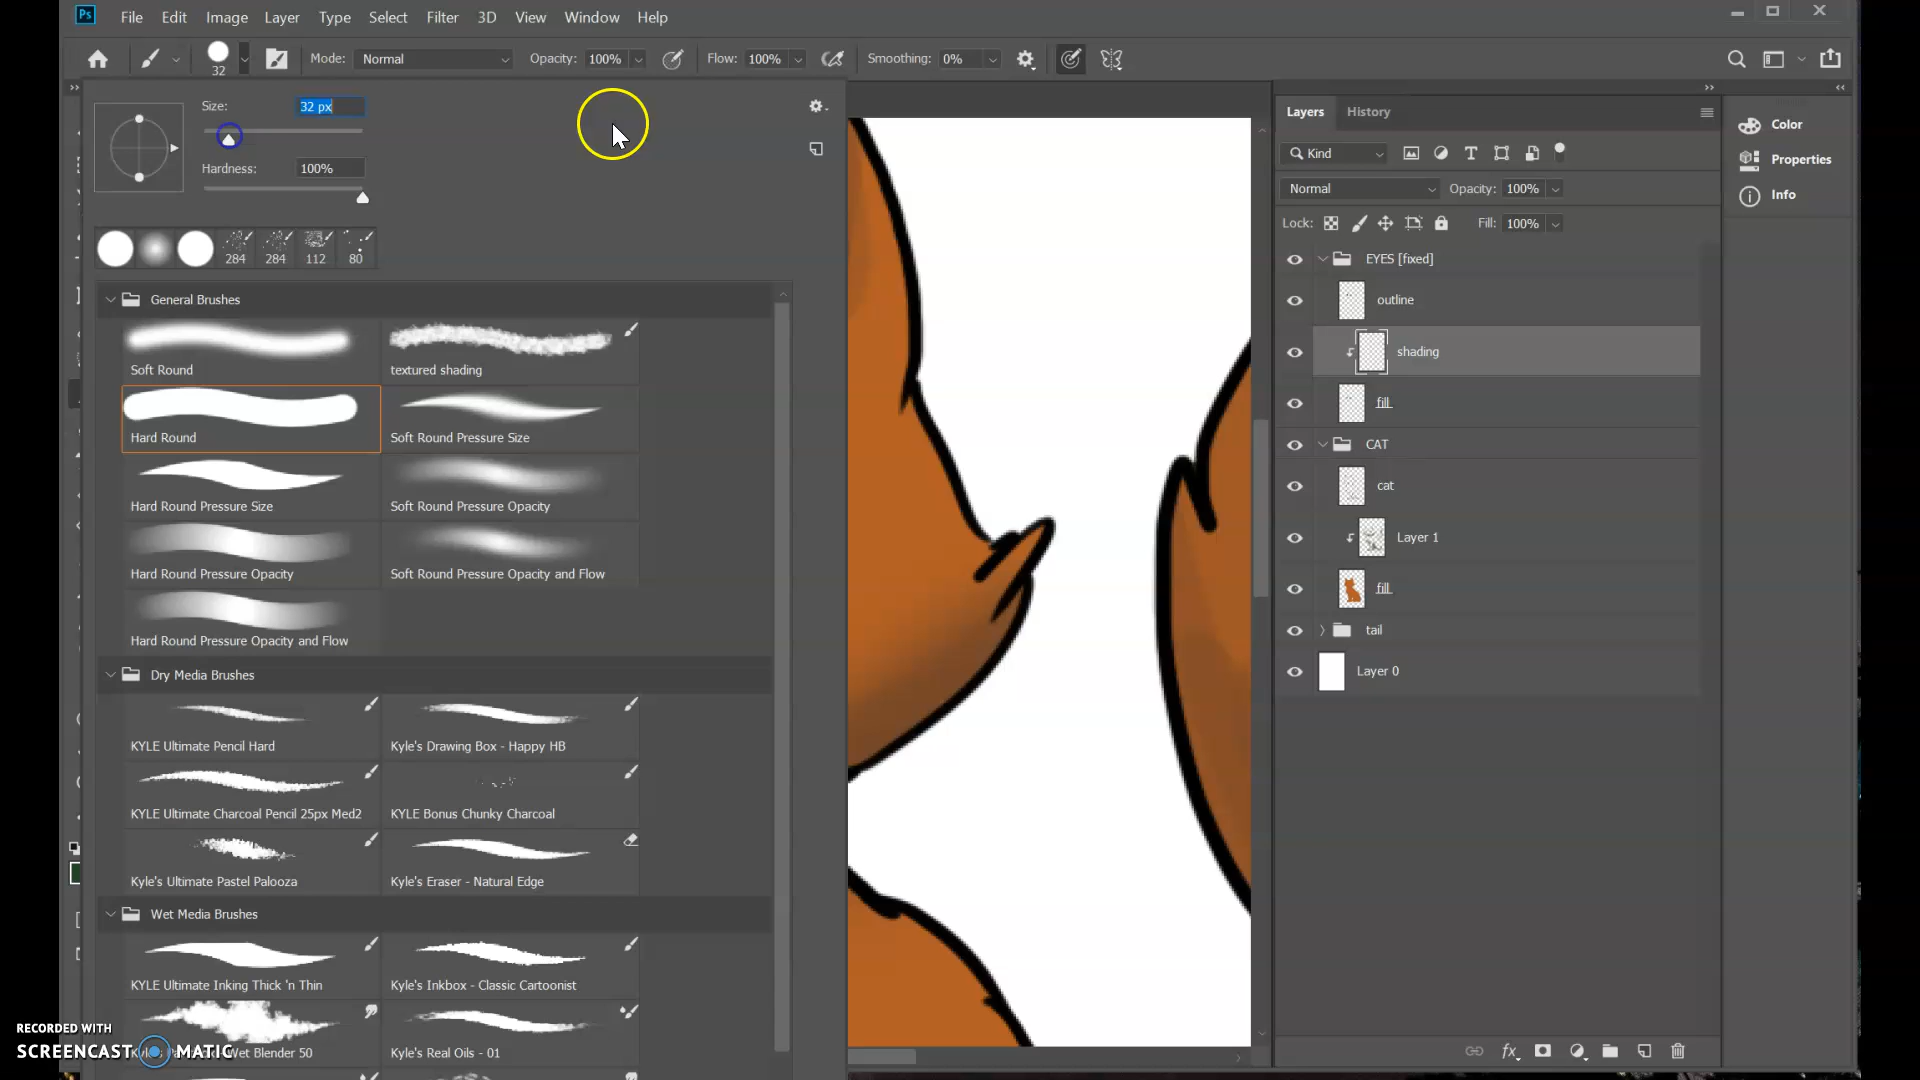 Ps File Edit Image Layer Type Select Filter 3D View Window Help
32 Mode: Normal Opacity: 100% Flow: 100% Smoothing: 0%
Size: 32 px
Hardness: 100%
284 284 112 80
General Brushes
Soft Round textured shading
Hard Round Soft Round Pressure Size
Hard Round Pressure Size Soft Round Pressure Opacity
Hard Round Pressure Opacity Soft Round Pressure Opacity and Flow
Hard Round Pressure Opacity and Flow
Dry Media Brushes
KYLE Ultimate Pencil Hard Kyle's Drawing Box - Happy HB
KYLE Ultimate Charcoal Pencil 25px Med2 KYLE Bonus Chunky Charcoal
Kyle's Ultimate Pastel Palooza Kyle's Eraser - Natural Edge
Wet Media Brushes
KYLE Ultimate Inking Thick 'n Thin Kyle's Inkbox - Classic Cartoonist
Wet Blender 50 Kyle's Real Oils - 01
Layers History
Kind
Normal Opacity: 100%
Lock: Fill: 100%
EYES [fixed]
outline
shading
fill
CAT
cat
Layer 1
fill
tail
Layer 0
fx
Color
Properties
Info
RECORDED WITH
SCREENCAST MATIC